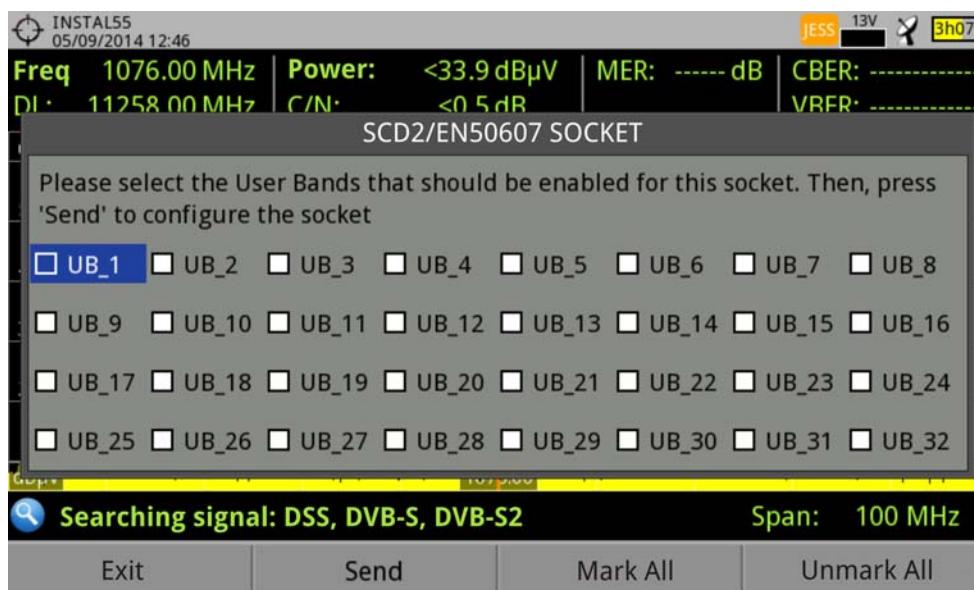 INSTAL55
05/09/2014 12:46
JESS 13V 3h07
Freq 1076.00 MHz Power: <33.9 dBµV MER: ------ dB CBER: ------------
DL: 11258.00 MHz C/N: <0.5 dB VBER: ------------
SCD2/EN50607 SOCKET
Please select the User Bands that should be enabled for this socket. Then, press
'Send' to configure the socket
UB_1 UB_2 UB_3 UB_4 UB_5 UB_6 UB_7 UB_8
UB_9 UB_10 UB_11 UB_12 UB_13 UB_14 UB_15 UB_16
UB_17 UB_18 UB_19 UB_20 UB_21 UB_22 UB_23 UB_24
UB_25 UB_26 UB_27 UB_28 UB_29 UB_30 UB_31 UB_32
dBµV
Searching signal: DSS, DVB-S, DVB-S2 Span: 100 MHz
Exit Send Mark All Unmark All